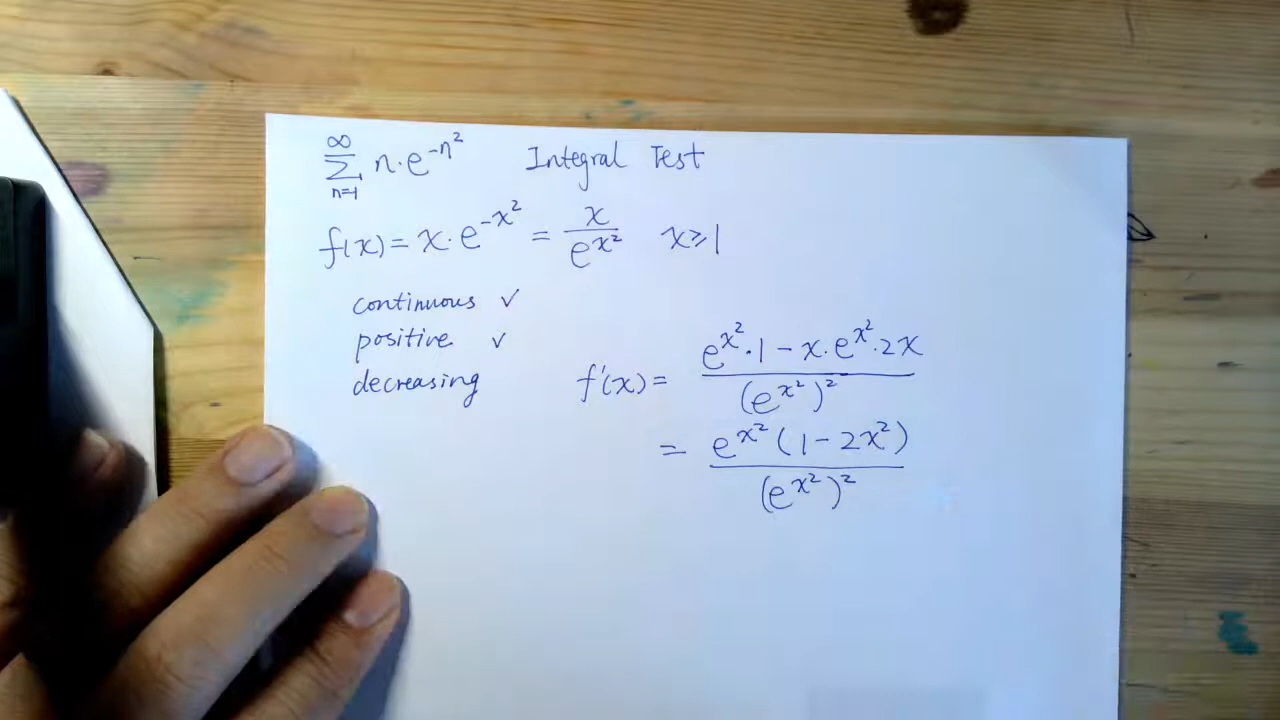 ∞
∑ n·e^{-n²} Integral Test
n=1
f(x) = x·e^{-x²} = x/e^{x²} x ≥ 1
continuous ✓
positive ✓
decreasing
f'(x) = (e^{x²}·1 - x·e^{x²}·2x)/(e^{x²})²
= e^{x²}(1 - 2x²)/(e^{x²})²